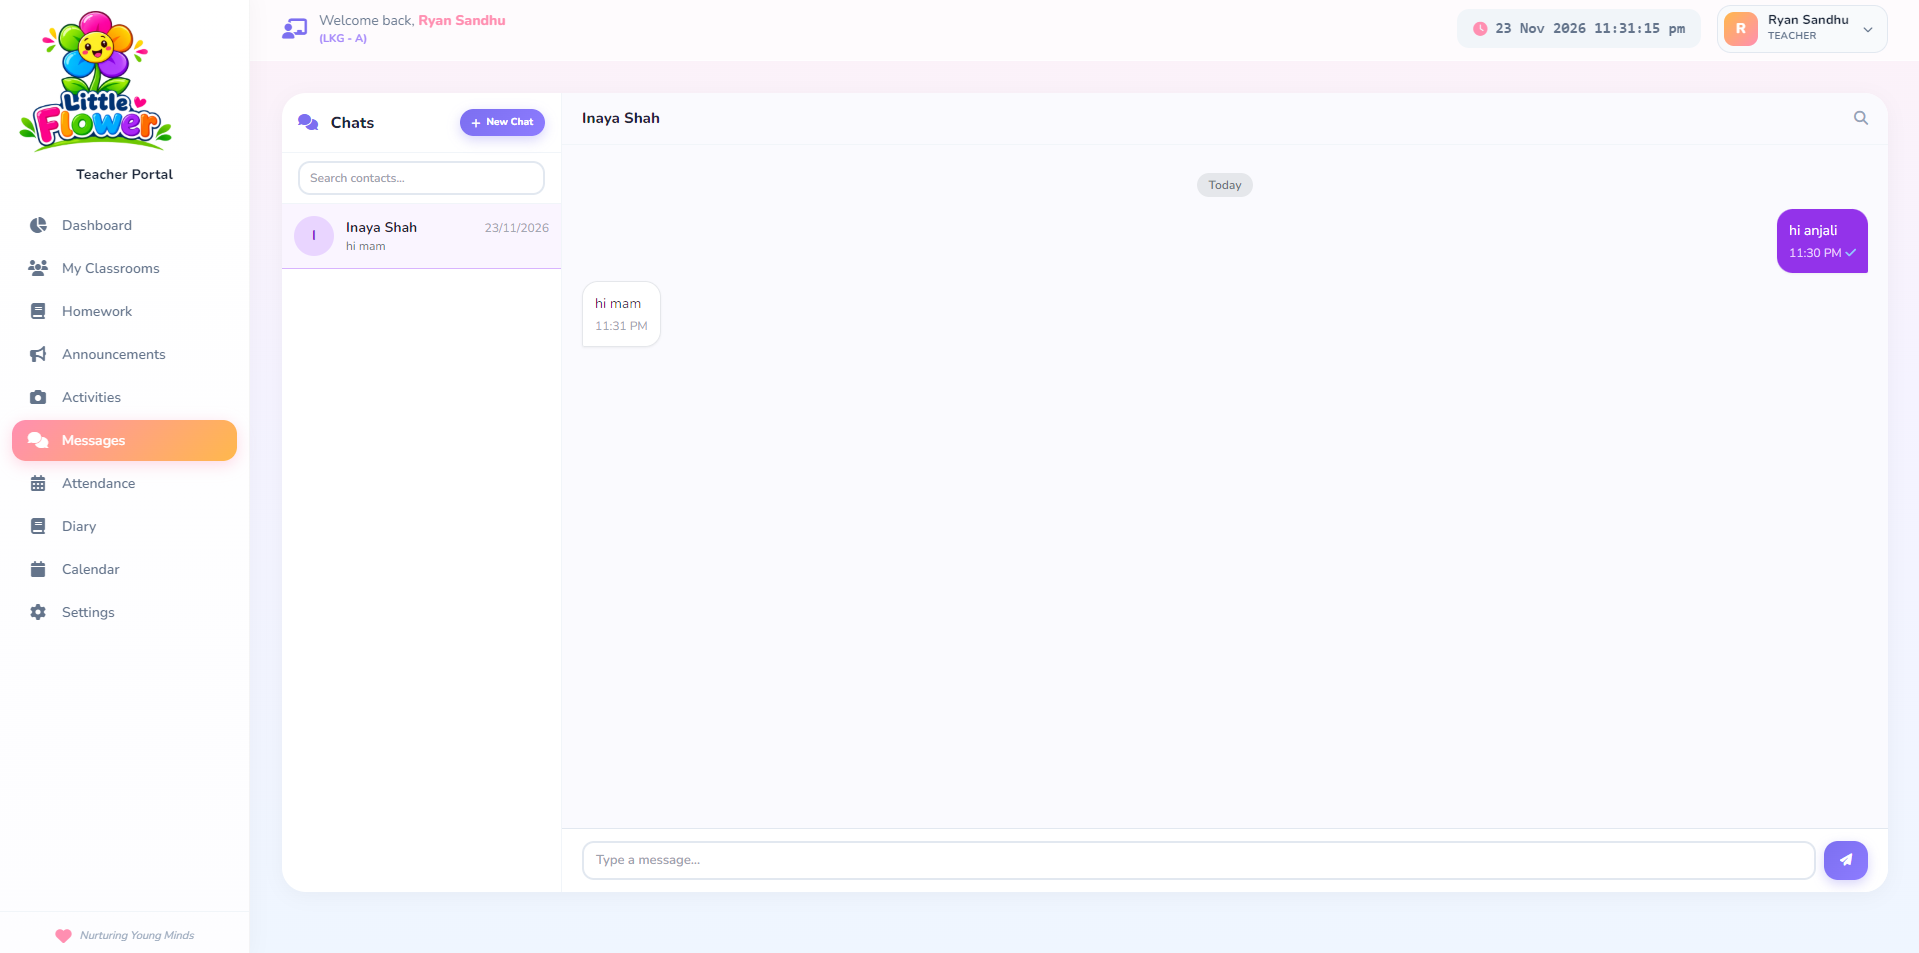 Little
Flower
Teacher Portal
Dashboard
My Classrooms
Homework
Announcements
Activities
Messages
Attendance
Diary
Calendar
Settings
Nurturing Young Minds
Welcome back, Ryan Sandhu
(LKG - A)
23 Nov 2026 11:31:15 pm
R
Ryan Sandhu
TEACHER
Chats
+ New Chat
Search contacts...
I
Inaya Shah
23/11/2026
hi mam
Inaya Shah
Today
hi anjali
11:30 PM
hi mam
11:31 PM
Type a message...